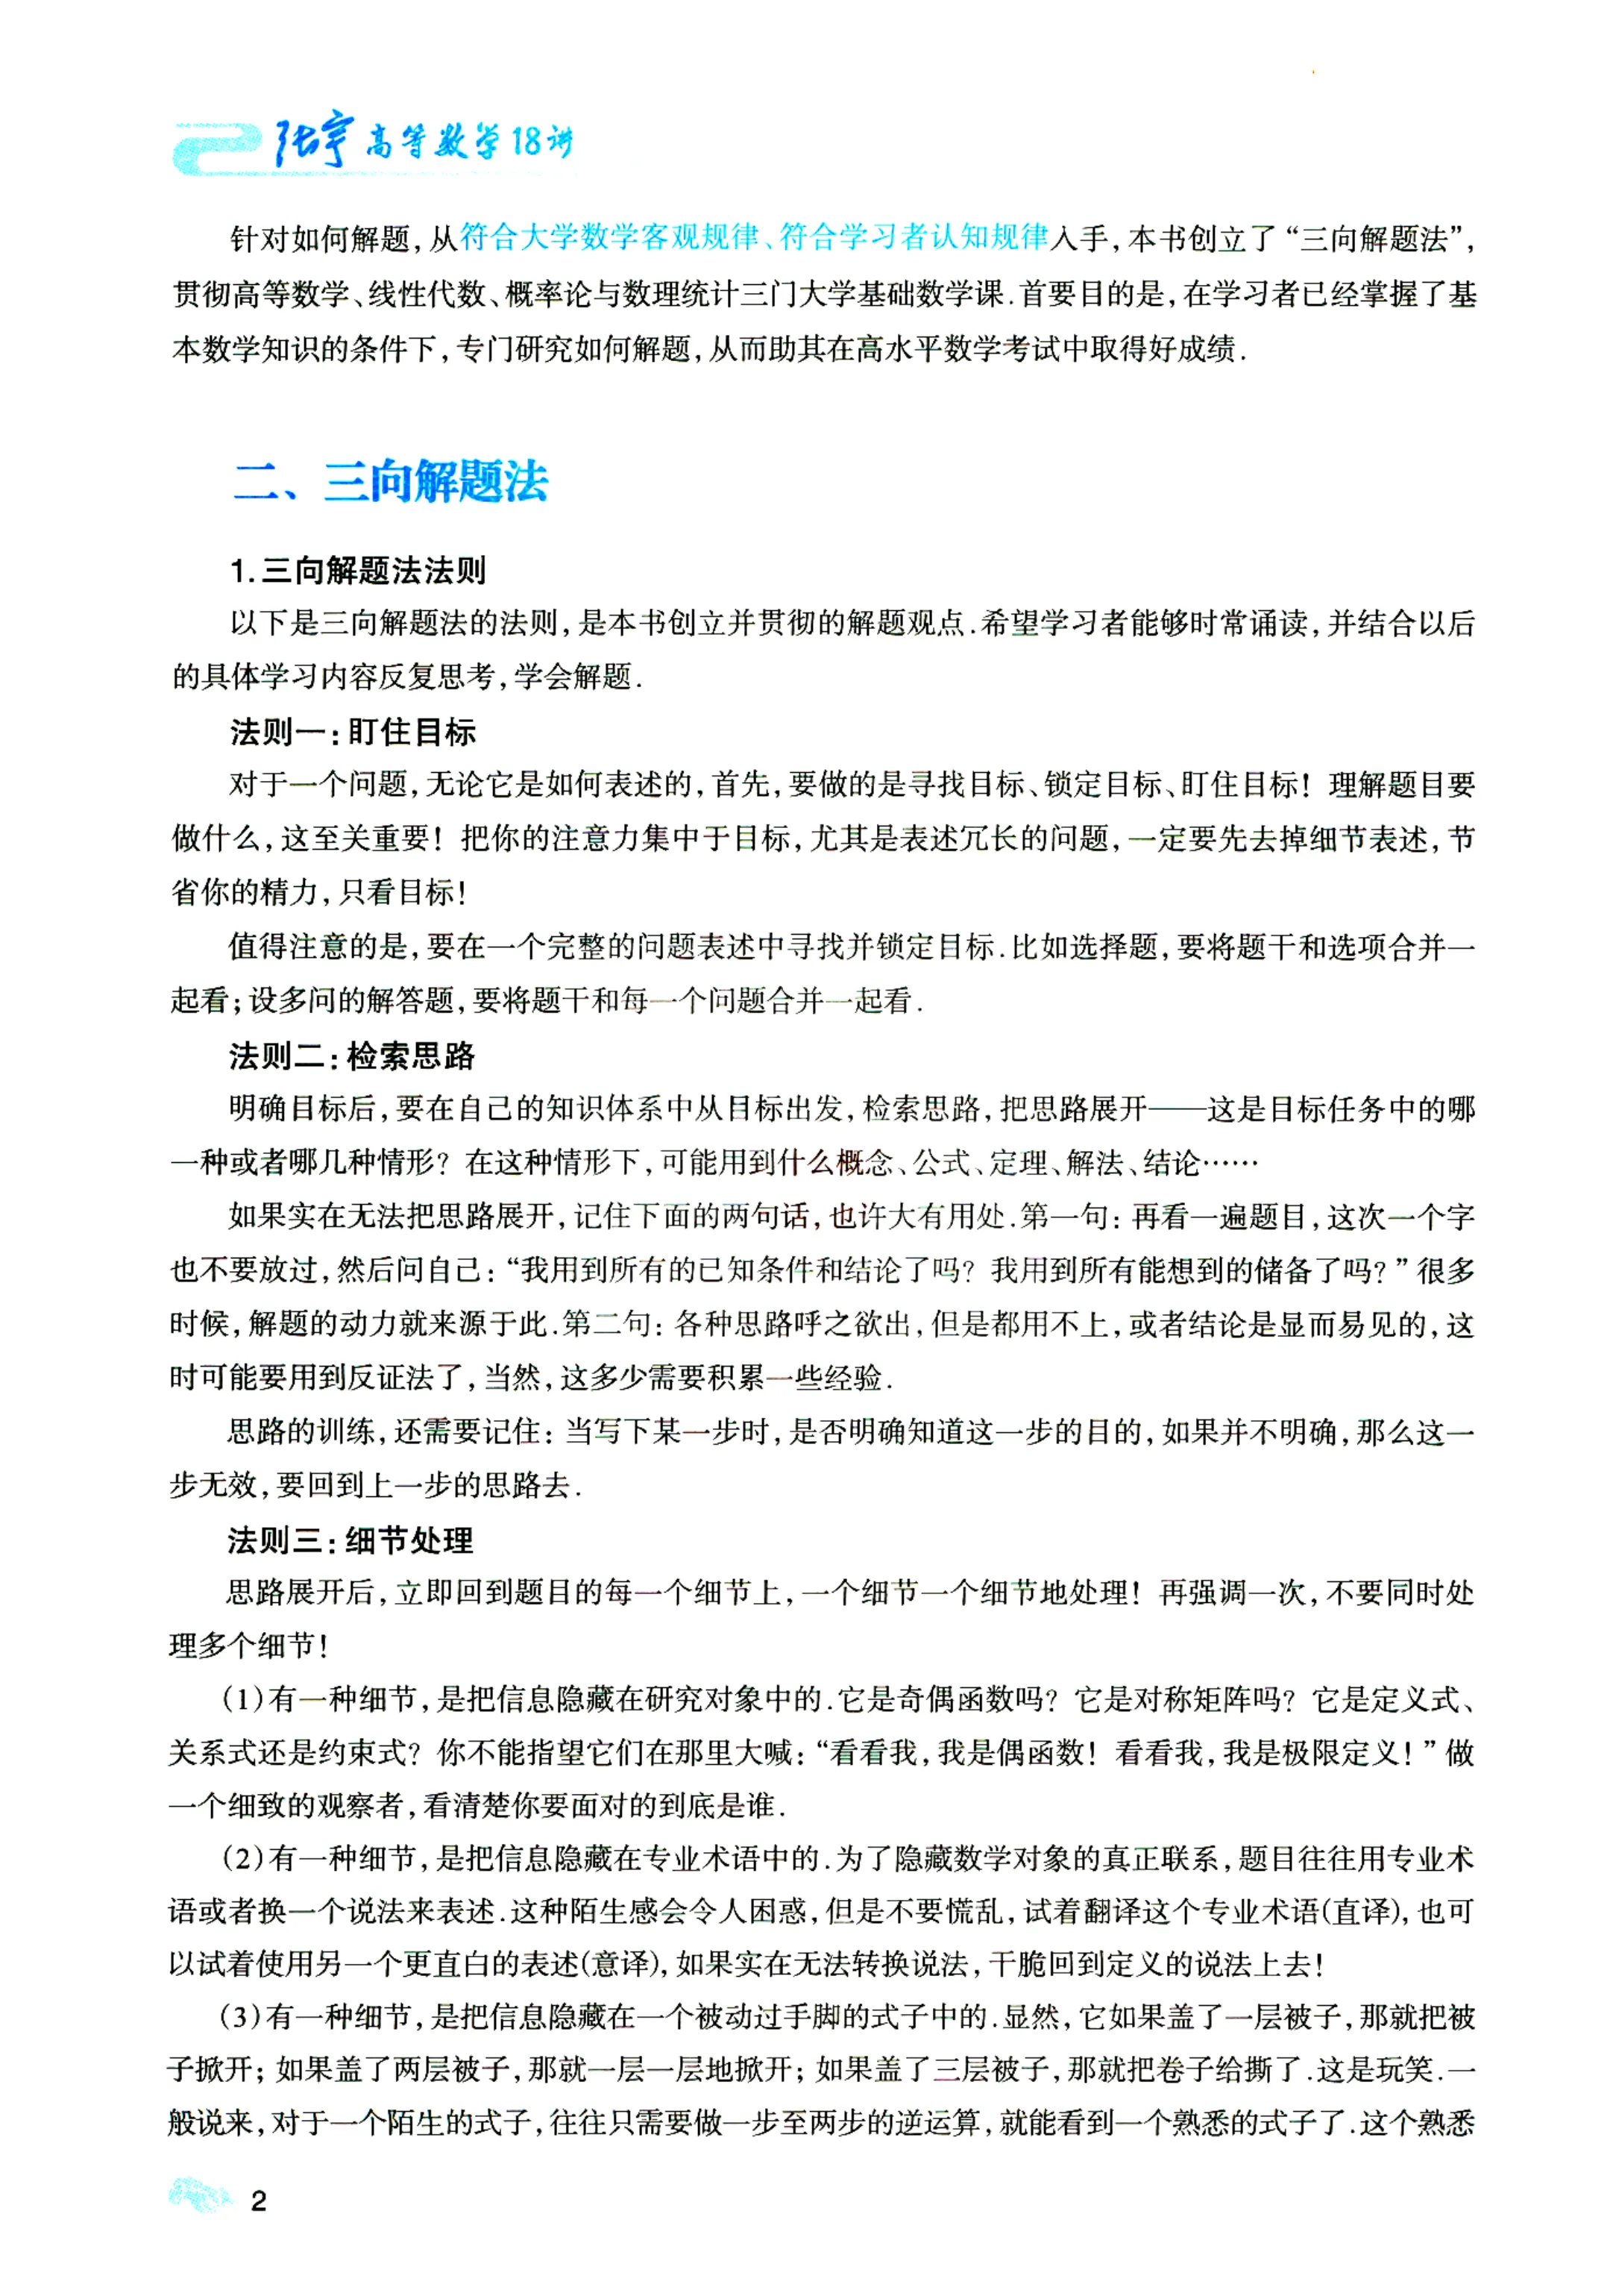 张宇高等数学18讲
针对如何解题,从符合大学数学客观规律、符合学习者认知规律入手,本书创立了“三向解题法”,
贯彻高等数学、线性代数、概率论与数理统计三门大学基础数学课.首要目的是,在学习者已经掌握了基
本数学知识的条件下,专门研究如何解题,从而助其在高水平数学考试中取得好成绩.
二、三向解题法
1.三向解题法法则
以下是三向解题法的法则,是本书创立并贯彻的解题观点.希望学习者能够时常诵读,并结合以后
的具体学习内容反复思考,学会解题.
法则一:盯住目标
对于一个问题,无论它是如何表述的,首先,要做的是寻找目标、锁定目标、盯住目标!理解题目要
做什么,这至关重要!把你的注意力集中于目标,尤其是表述冗长的问题,一定要先去掉细节表述,节
省你的精力,只看目标!
值得注意的是,要在一个完整的问题表述中寻找并锁定目标.比如选择题,要将题干和选项合并一
起看;设多问的解答题,要将题干和每一个问题合并一起看.
法则二:检索思路
明确目标后,要在自己的知识体系中从目标出发,检索思路,把思路展开——这是目标任务中的哪
一种或者哪几种情形?在这种情形下,可能用到什么概念、公式、定理、解法、结论……
如果实在无法把思路展开,记住下面的两句话,也许大有用处.第一句:再看一遍题目,这次一个字
也不要放过,然后问自己:“我用到所有的已知条件和结论了吗?我用到所有能想到的储备了吗?”很多
时候,解题的动力就来源于此.第二句:各种思路呼之欲出,但是都用不上,或者结论是显而易见的,这
时可能要用到反证法了,当然,这多少需要积累一些经验.
思路的训练,还需要记住:当写下某一步时,是否明确知道这一步的目的,如果并不明确,那么这一
步无效,要回到上一步的思路去.
法则三:细节处理
思路展开后,立即回到题目的每一个细节上,一个细节一个细节地处理!再强调一次,不要同时处
理多个细节!
(1)有一种细节,是把信息隐藏在研究对象中的.它是奇偶函数吗?它是对称矩阵吗?它是定义式、
关系式还是约束式?你不能指望它们在那里大喊:“看看我,我是偶函数!看看我,我是极限定义!”做
一个细致的观察者,看清楚你要面对的到底是谁.
(2)有一种细节,是把信息隐藏在专业术语中的.为了隐藏数学对象的真正联系,题目往往用专业术
语或者换一个说法来表述.这种陌生感会令人困惑,但是不要慌乱,试着翻译这个专业术语(直译),也可
以试着使用另一个更直白的表述(意译),如果实在无法转换说法,干脆回到定义的说法上去!
(3)有一种细节,是把信息隐藏在一个被动过手脚的式子中的.显然,它如果盖了一层被子,那就把被
子掀开;如果盖了两层被子,那就一层一层地掀开;如果盖了三层被子,那就把卷子给撕了.这是玩笑.一
般说来,对于一个陌生的式子,往往只需要做一步至两步的逆运算,就能看到一个熟悉的式子了.这个熟悉
2